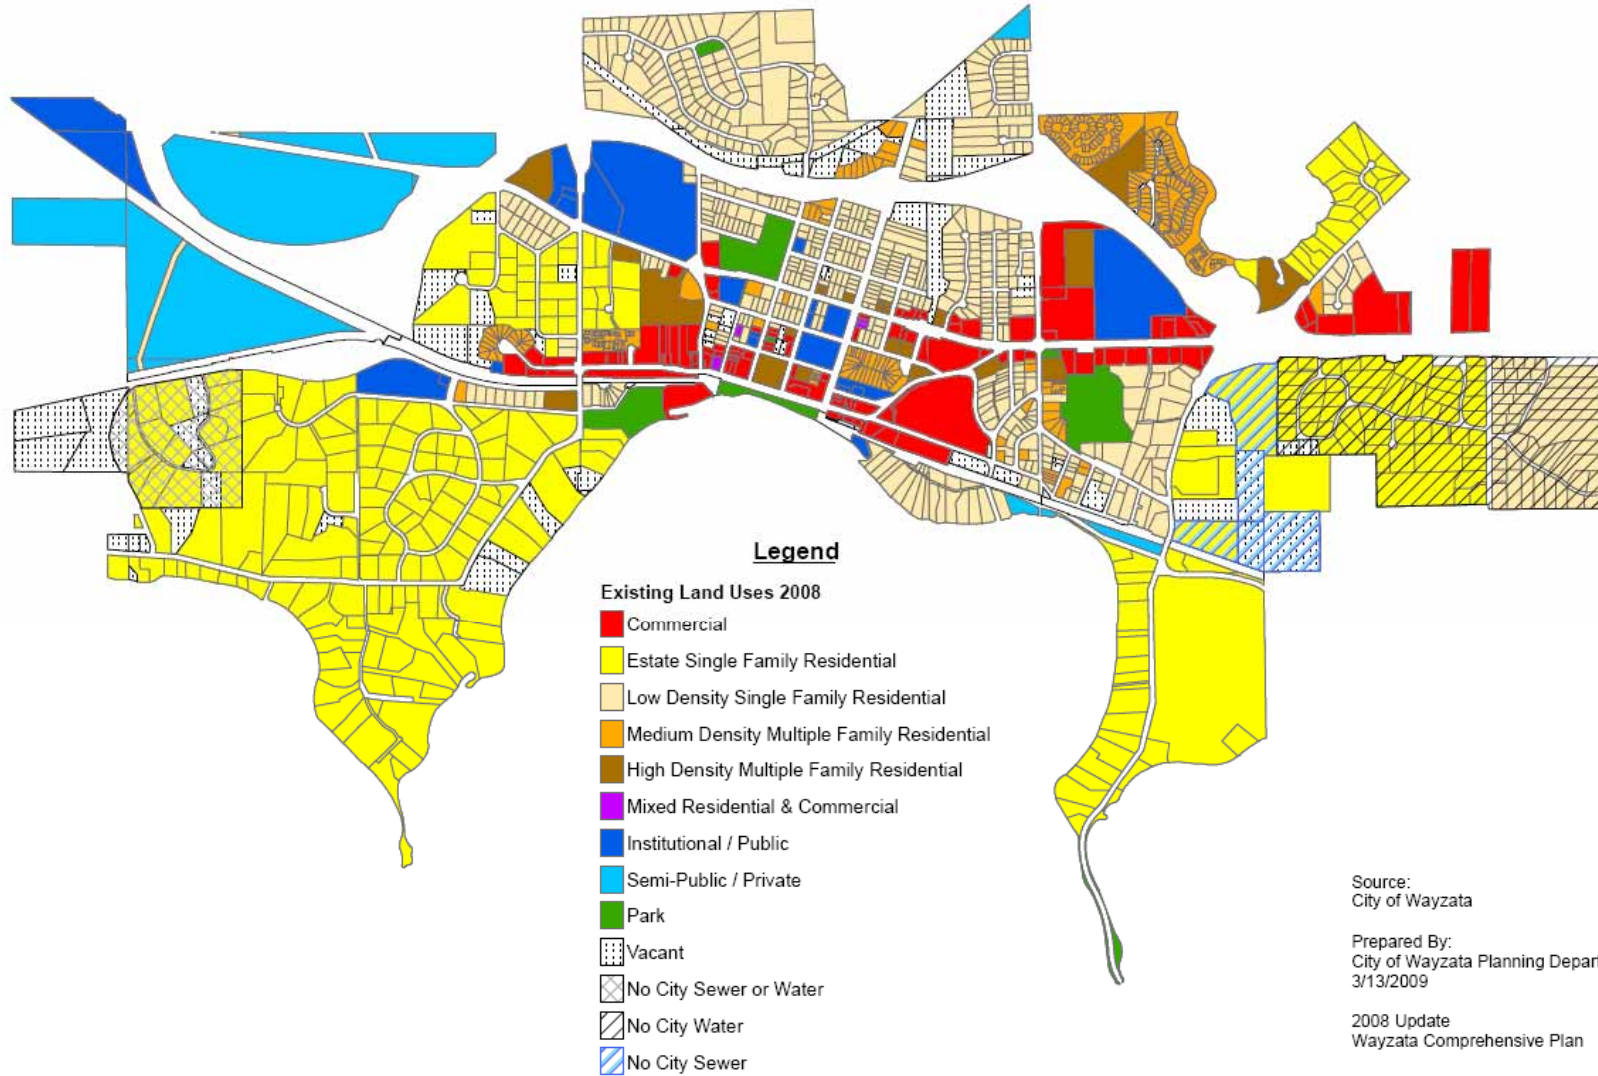 Legend
Existing Land Uses 2008
Commercial
Estate Single Family Residential
Low Density Single Family Residential
Medium Density Multiple Family Residential
High Density Multiple Family Residential
Mixed Residential & Commercial
Institutional / Public
Semi-Public / Private
Park
Vacant
No City Sewer or Water
No City Water
No City Sewer
Source:
City of Wayzata
Prepared By:
City of Wayzata Planning Depart
3/13/2009
2008 Update
Wayzata Comprehensive Plan